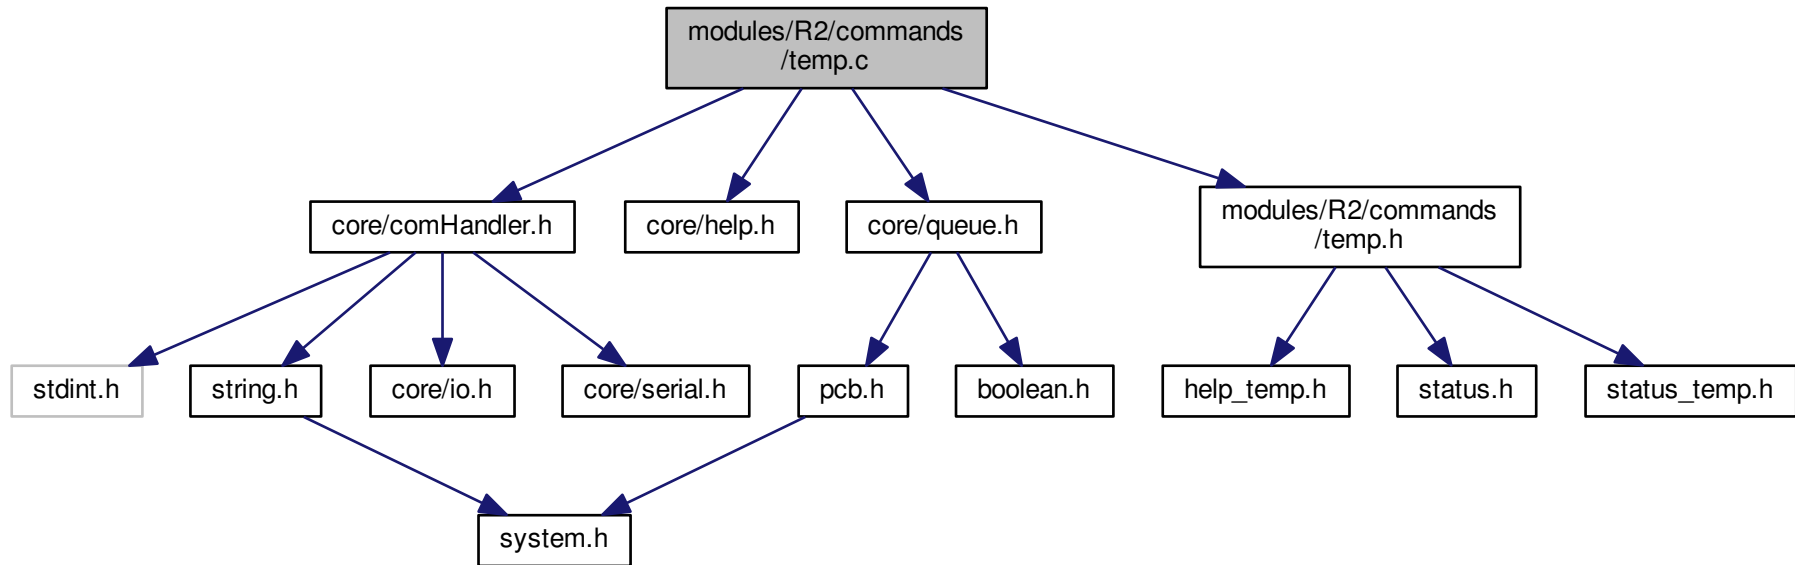 modules/R2/commands
/temp.c
core/comHandler.h
core/help.h
core/queue.h
modules/R2/commands
/temp.h
stdint.h
string.h
core/io.h
core/serial.h
pcb.h
boolean.h
help_temp.h
status.h
status_temp.h
system.h